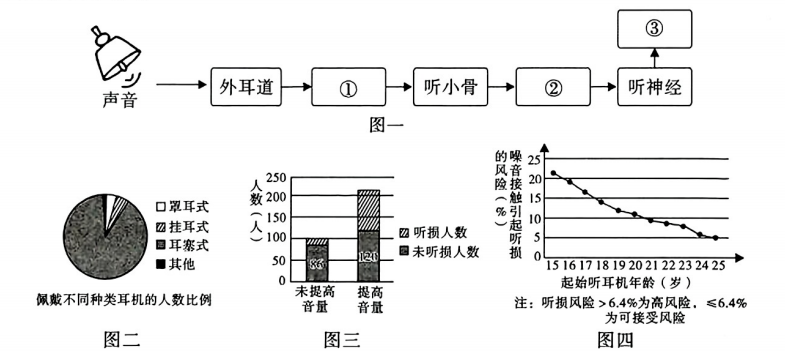 ③
声音
外耳道
①
听小骨
②
听神经
图一
罩耳式
挂耳式
耳塞式
其他
佩戴不同种类耳机的人数比例
图二
人数（人）
250
200
150
100
50
0
86
120
未提高音量
提高音量
听损人数
未听损人数
图三
噪音接触引起听损的风险（%）
25
20
15
10
5
0
15 16 17 18 19 20 21 22 23 24 25
起始听耳机年龄（岁）
注：听损风险>6.4%为高风险，≤6.4%
为可接受风险
图四